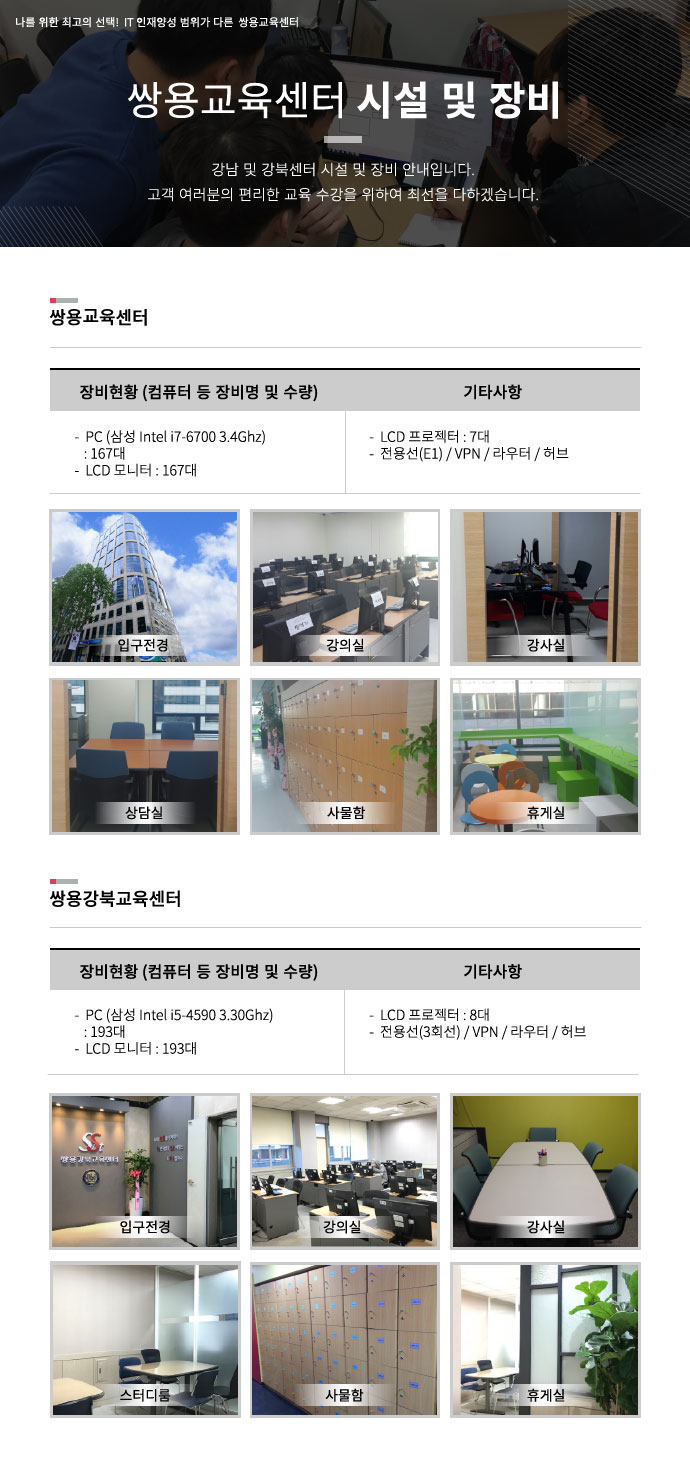 나를 위한 최고의 선택! IT 인재양성 범위가 다른 쌍용교육센터
쌍용교육센터 시설 및 장비
강남 및 강북센터 시설 및 장비 안내입니다.
고객 여러분의 편리한 교육 수강을 위하여 최선을 다하겠습니다.
쌍용교육센터
장비현황 (컴퓨터 등 장비명 및 수량)
기타사항
- PC (삼성 Intel i7-6700 3.4Ghz)
: 167대
- LCD 모니터 : 167대
- LCD 프로젝터 : 7대
- 전용선(E1) / VPN / 라우터 / 허브
입구전경
강의실
강사실
상담실
사물함
휴게실
쌍용강북교육센터
장비현황 (컴퓨터 등 장비명 및 수량)
기타사항
- PC (삼성 Intel i5-4590 3.30Ghz)
: 193대
- LCD 모니터 : 193대
- LCD 프로젝터 : 8대
- 전용선(3회선) / VPN / 라우터 / 허브
쌍용강북교육센터
입구전경
강의실
강사실
스터디룸
사물함
휴게실